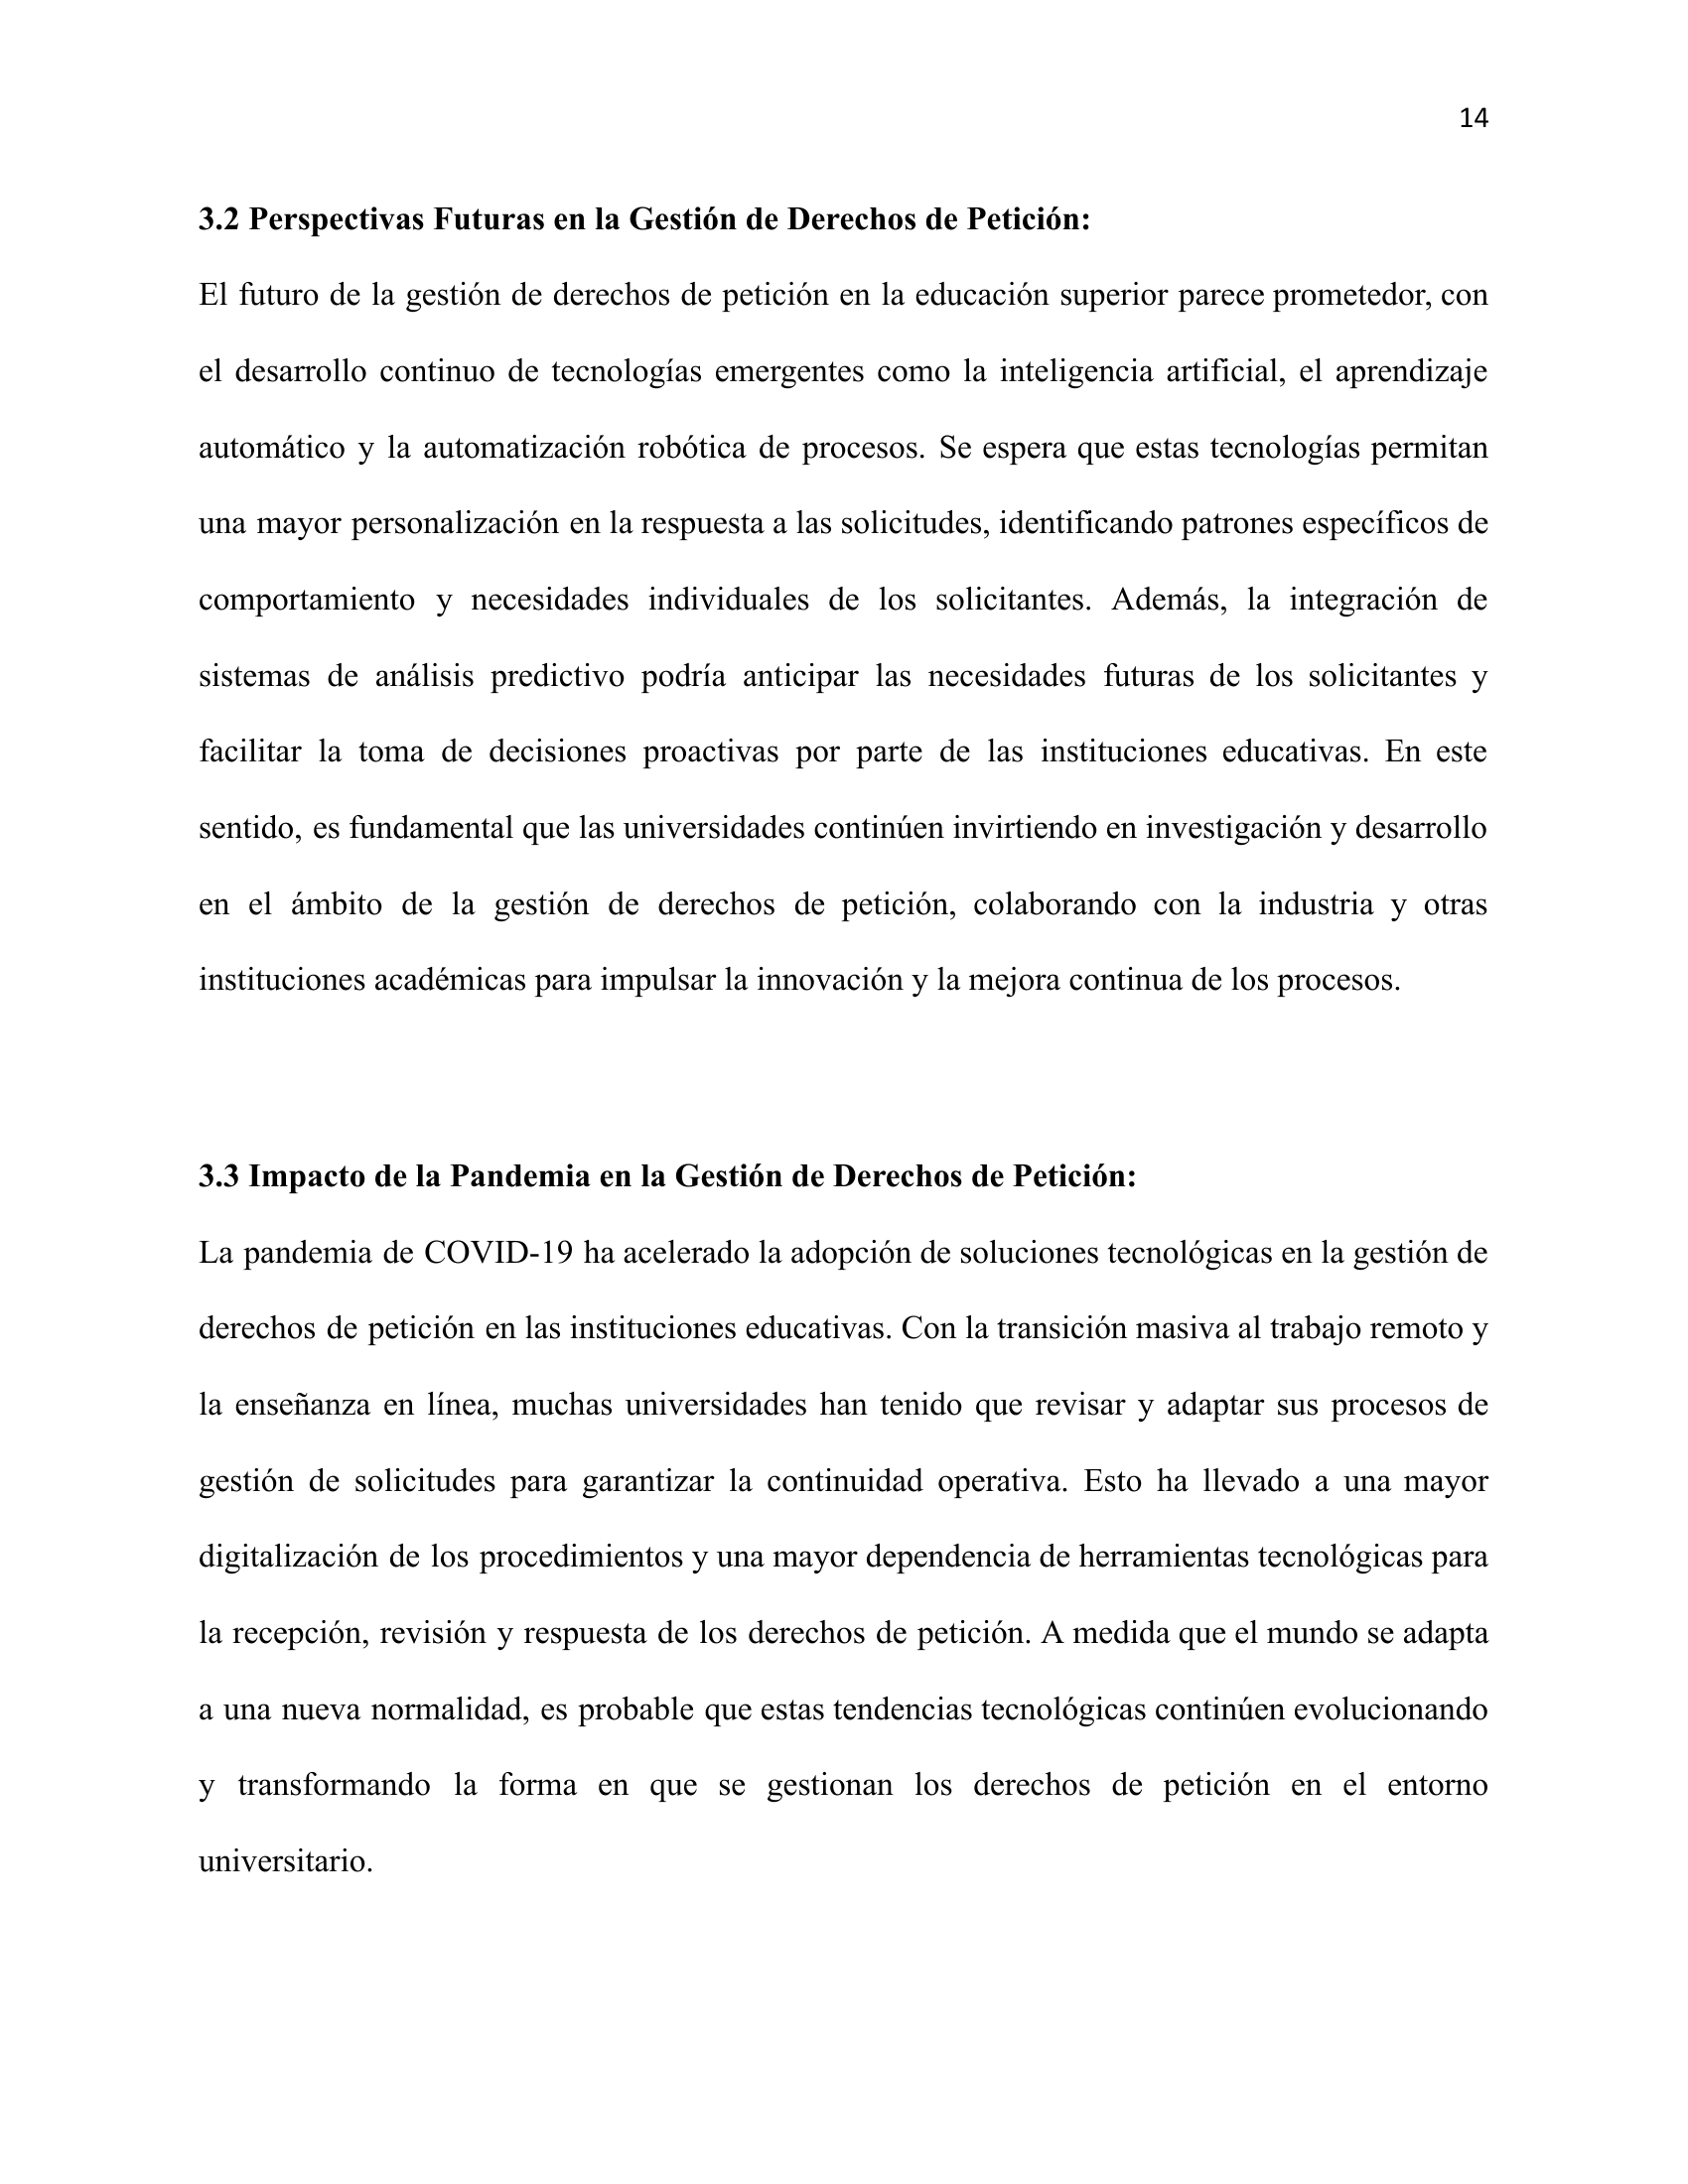 14
3.2 Perspectivas Futuras en la Gestión de Derechos de Petición:
El futuro de la gestión de derechos de petición en la educación superior parece prometedor, con
el desarrollo continuo de tecnologías emergentes como la inteligencia artificial, el aprendizaje
automático y la automatización robótica de procesos. Se espera que estas tecnologías permitan
una mayor personalización en la respuesta a las solicitudes, identificando patrones específicos de
comportamiento y necesidades individuales de los solicitantes. Además, la integración de
sistemas de análisis predictivo podría anticipar las necesidades futuras de los solicitantes y
facilitar la toma de decisiones proactivas por parte de las instituciones educativas. En este
sentido, es fundamental que las universidades continúen invirtiendo en investigación y desarrollo
en el ámbito de la gestión de derechos de petición, colaborando con la industria y otras
instituciones académicas para impulsar la innovación y la mejora continua de los procesos.
3.3 Impacto de la Pandemia en la Gestión de Derechos de Petición:
La pandemia de COVID-19 ha acelerado la adopción de soluciones tecnológicas en la gestión de
derechos de petición en las instituciones educativas. Con la transición masiva al trabajo remoto y
la enseñanza en línea, muchas universidades han tenido que revisar y adaptar sus procesos de
gestión de solicitudes para garantizar la continuidad operativa. Esto ha llevado a una mayor
digitalización de los procedimientos y una mayor dependencia de herramientas tecnológicas para
la recepción, revisión y respuesta de los derechos de petición. A medida que el mundo se adapta
a una nueva normalidad, es probable que estas tendencias tecnológicas continúen evolucionando
y transformando la forma en que se gestionan los derechos de petición en el entorno
universitario.